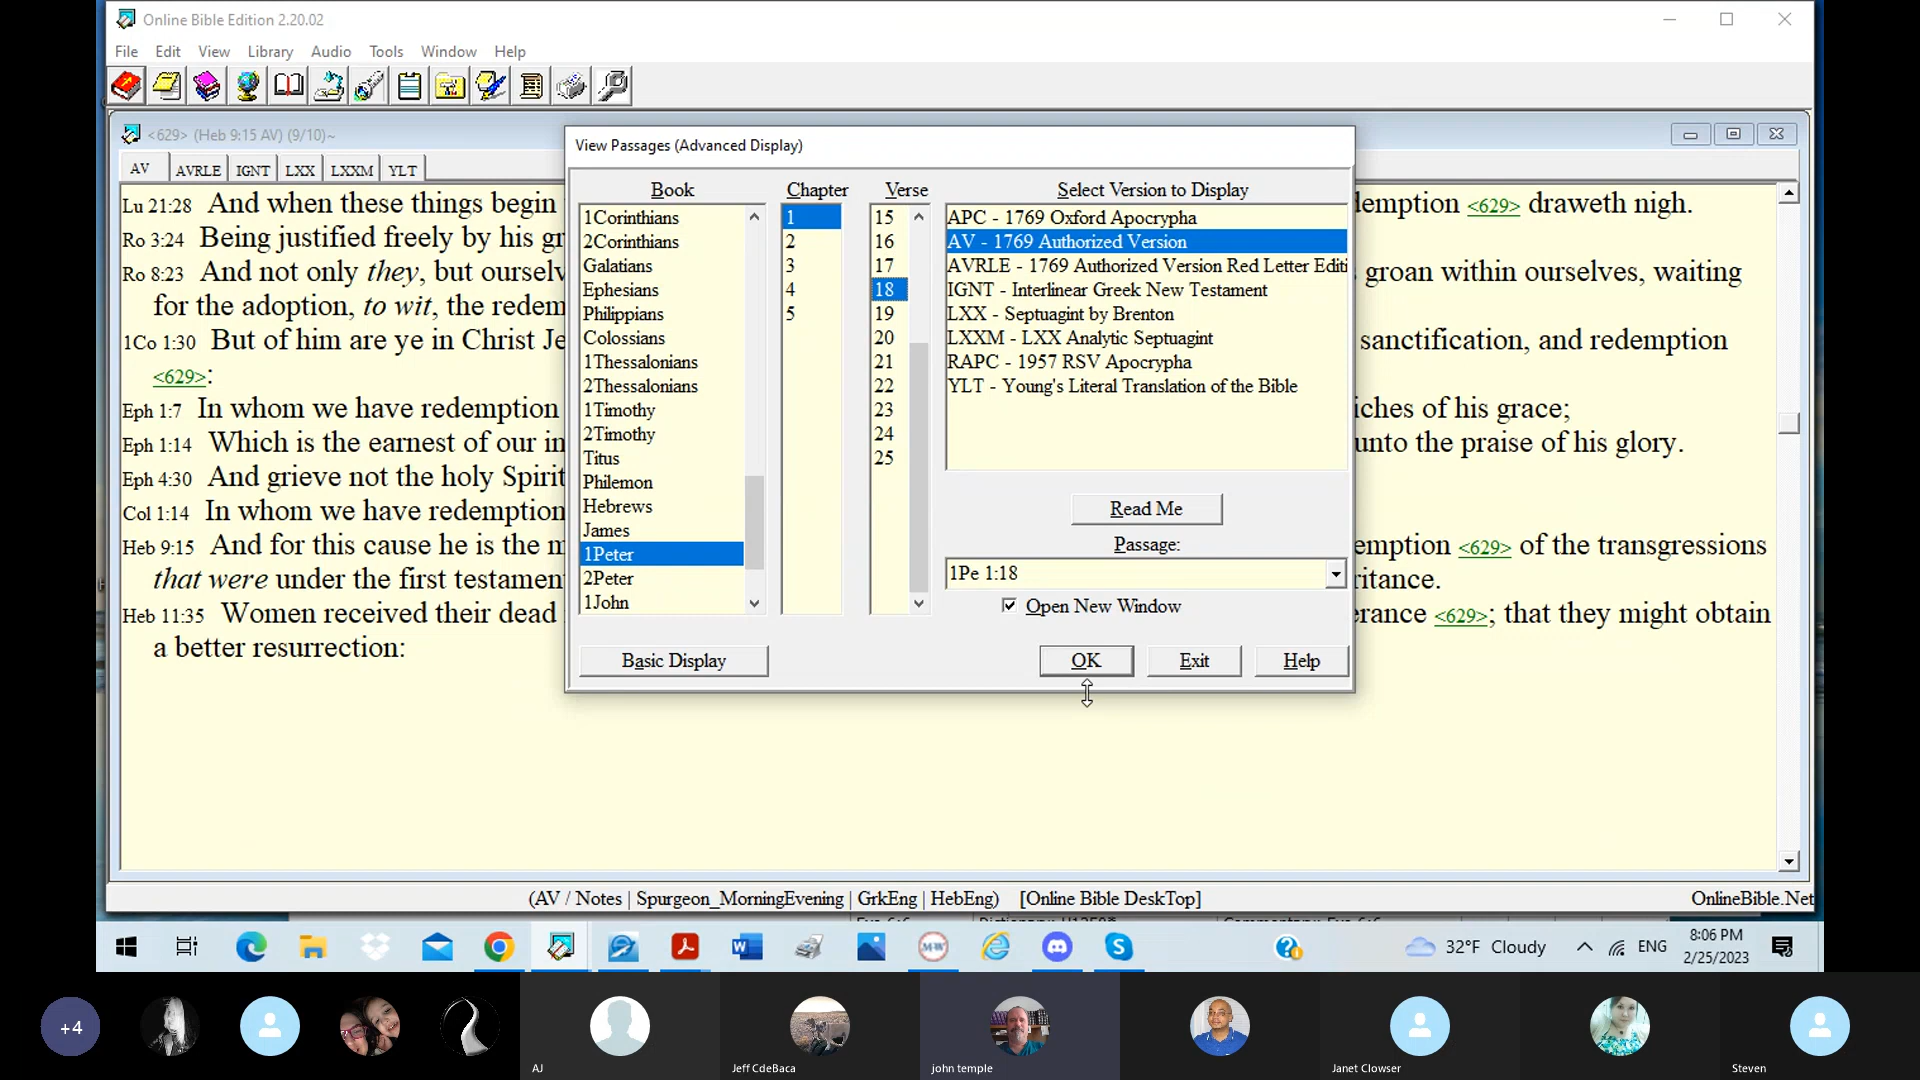 Online Bible Edition 2.20.02
File Edit View Library Audio Tools Window Help
<629> (Heb 9:15 AV) (9/10)~
AV AVRLE IGNT LXX LXXM YLT
Lu 21:28 And when these things begin
demption <629> draweth nigh.
Ro 3:24 Being justified freely by his gr
Ro 8:23 And not only they, but ourselv
groan within ourselves, waiting
for the adoption, to wit, the redem
1Co 1:30 But of him are ye in Christ Je
sanctification, and redemption
<629>:
Eph 1:7 In whom we have redemption
iches of his grace;
Eph 1:14 Which is the earnest of our in
unto the praise of his glory.
Eph 4:30 And grieve not the holy Spirit
Col 1:14 In whom we have redemption
Heb 9:15 And for this cause he is the m
emption <629> of the transgressions
that were under the first testamen
ritance.
Heb 11:35 Women received their dead
erance <629>; that they might obtain
a better resurrection:
View Passages (Advanced Display)
Book
1Corinthians
2Corinthians
Galatians
Ephesians
Philippians
Colossians
1Thessalonians
2Thessalonians
1Timothy
2Timothy
Titus
Philemon
Hebrews
James
1Peter
2Peter
1John
Chapter
1
2
3
4
5
Verse
15
16
17
18
19
20
21
22
23
24
25
Select Version to Display
APC - 1769 Oxford Apocrypha
AV - 1769 Authorized Version
AVRLE - 1769 Authorized Version Red Letter Editi
IGNT - Interlinear Greek New Testament
LXX - Septuagint by Brenton
LXXM - LXX Analytic Septuagint
RAPC - 1957 RSV Apocrypha
YLT - Young's Literal Translation of the Bible
Read Me
Passage:
1Pe 1:18
Open New Window
Basic Display OK Exit Help
(AV / Notes | Spurgeon_MorningEvening | GrkEng | HebEng) [Online Bible DeskTop]
OnlineBible.Net
32°F Cloudy
ENG
8:06 PM
2/25/2023
+4
AJ
Jeff CdeBaca
john temple
Janet Clowser
Steven